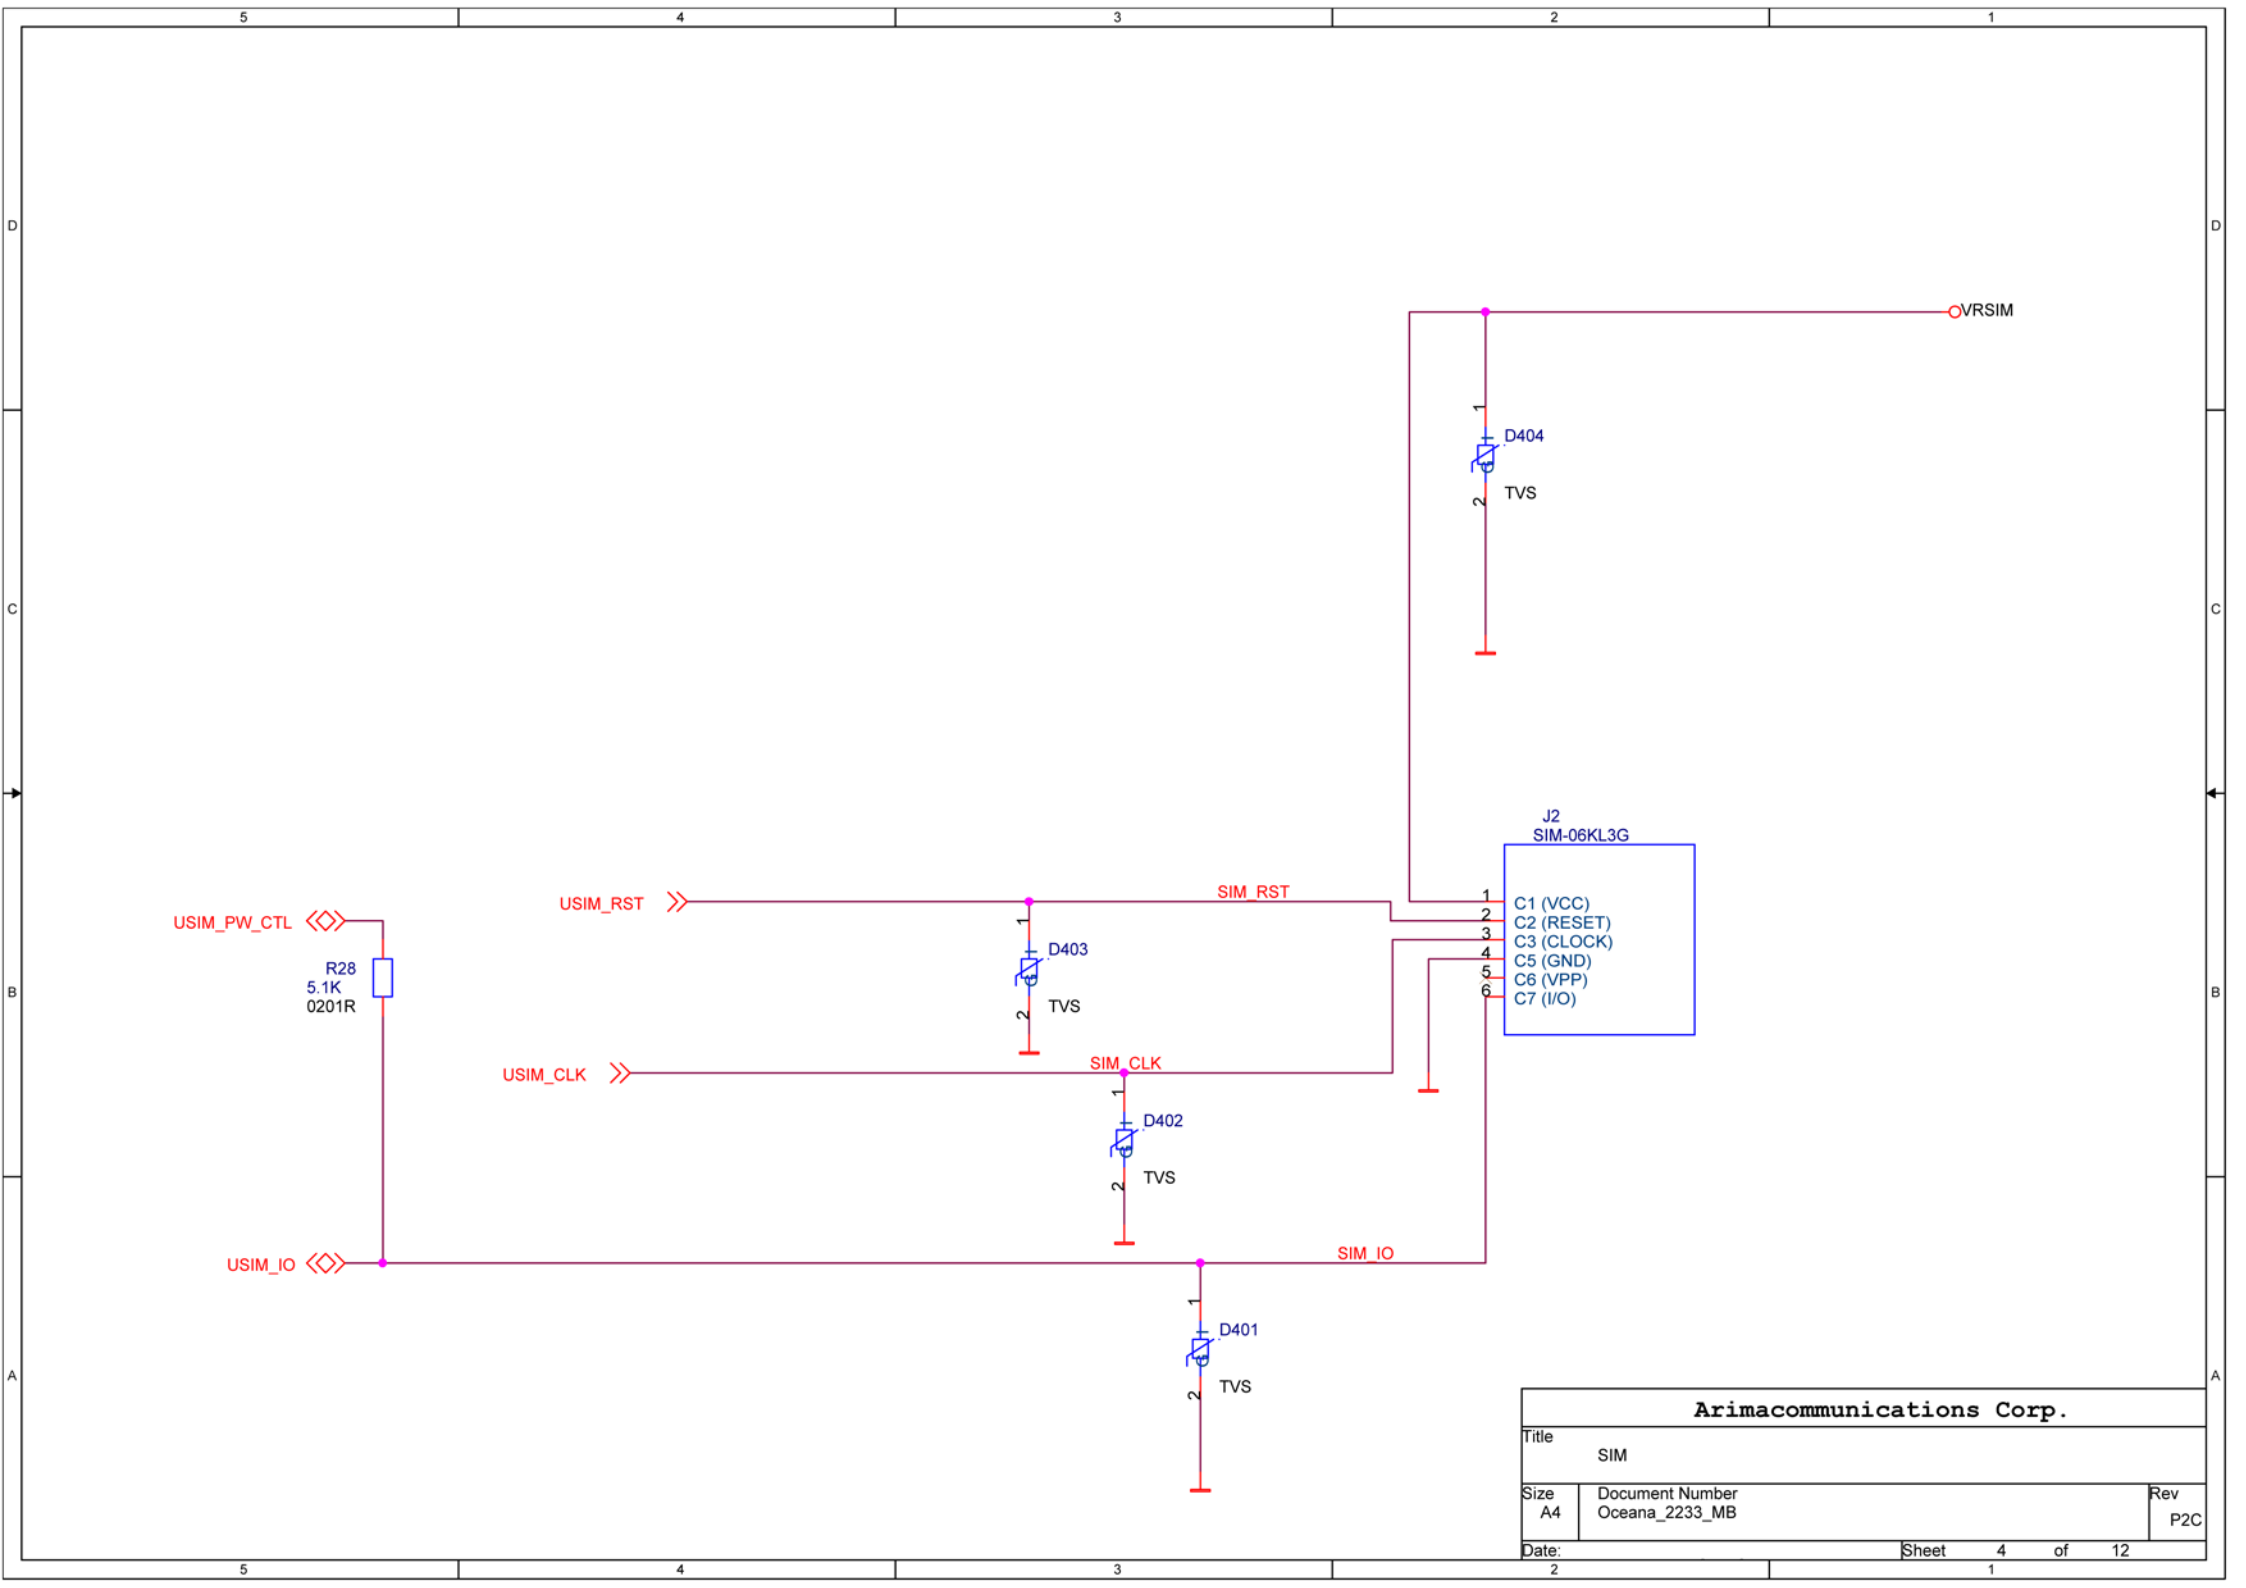 5 4 3 2 1
D D
VRSIM
1
D404
TVS
2
C C
J2
SIM-06KL3G
USIM_RST SIM_RST
1 C1 (VCC)
2 C2 (RESET)
3 C3 (CLOCK)
4 C5 (GND)
5 C6 (VPP)
6 C7 (I/O)
USIM_PW_CTL
1
D403
TVS
2
R28
5.1K
0201R
B B
USIM_CLK SIM_CLK
1
D402
TVS
2
USIM_IO SIM_IO
1
D401
TVS
2
A A
Arimacommunications Corp.
Title
SIM
Size Document Number Rev
A4 Oceana_2233_MB P2C
Date: Sheet 4 of 12
5 4 3 2 1